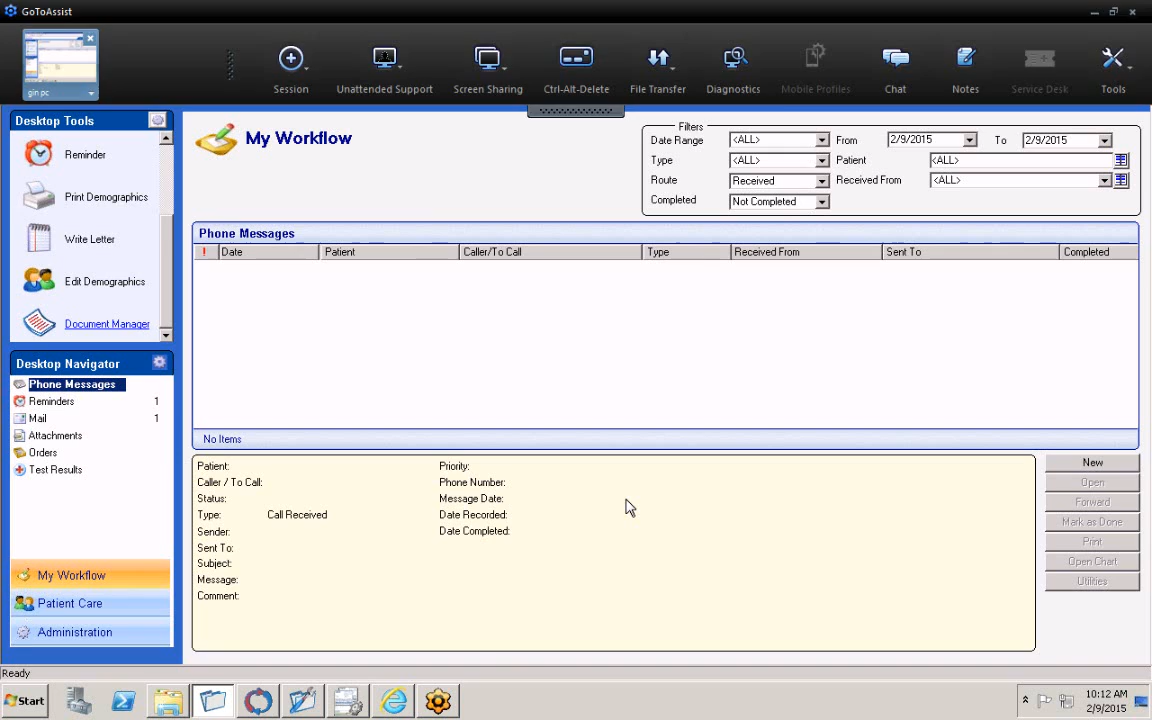 GoToAssist
gin pc
Session
Unattended Support
Screen Sharing
Ctrl-Alt-Delete
File Transfer
Diagnostics
Mobile Profiles
Chat
Notes
Service Desk
Tools
Desktop Tools
Reminder
Print Demographics
Write Letter
Edit Demographics
Document Manager
Desktop Navigator
Phone Messages
Reminders 1
Mail 1
Attachments
Orders
Test Results
My Workflow
Patient Care
Administration
My Workflow
Filters
Date Range <ALL> From 2/9/2015 To 2/9/2015
Type <ALL> Patient <ALL>
Route Received Received From <ALL>
Completed Not Completed
Phone Messages
! Date Patient Caller/To Call Type Received From Sent To Completed
No Items
Patient: Priority:
Caller / To Call: Phone Number:
Status: Message Date:
Type: Call Received Date Recorded:
Sender: Date Completed:
Sent To:
Subject:
Message:
Comment:
New
Open
Forward
Mark as Done
Print
Open Chart
Utilities
Ready
Start
10:12 AM
2/9/2015